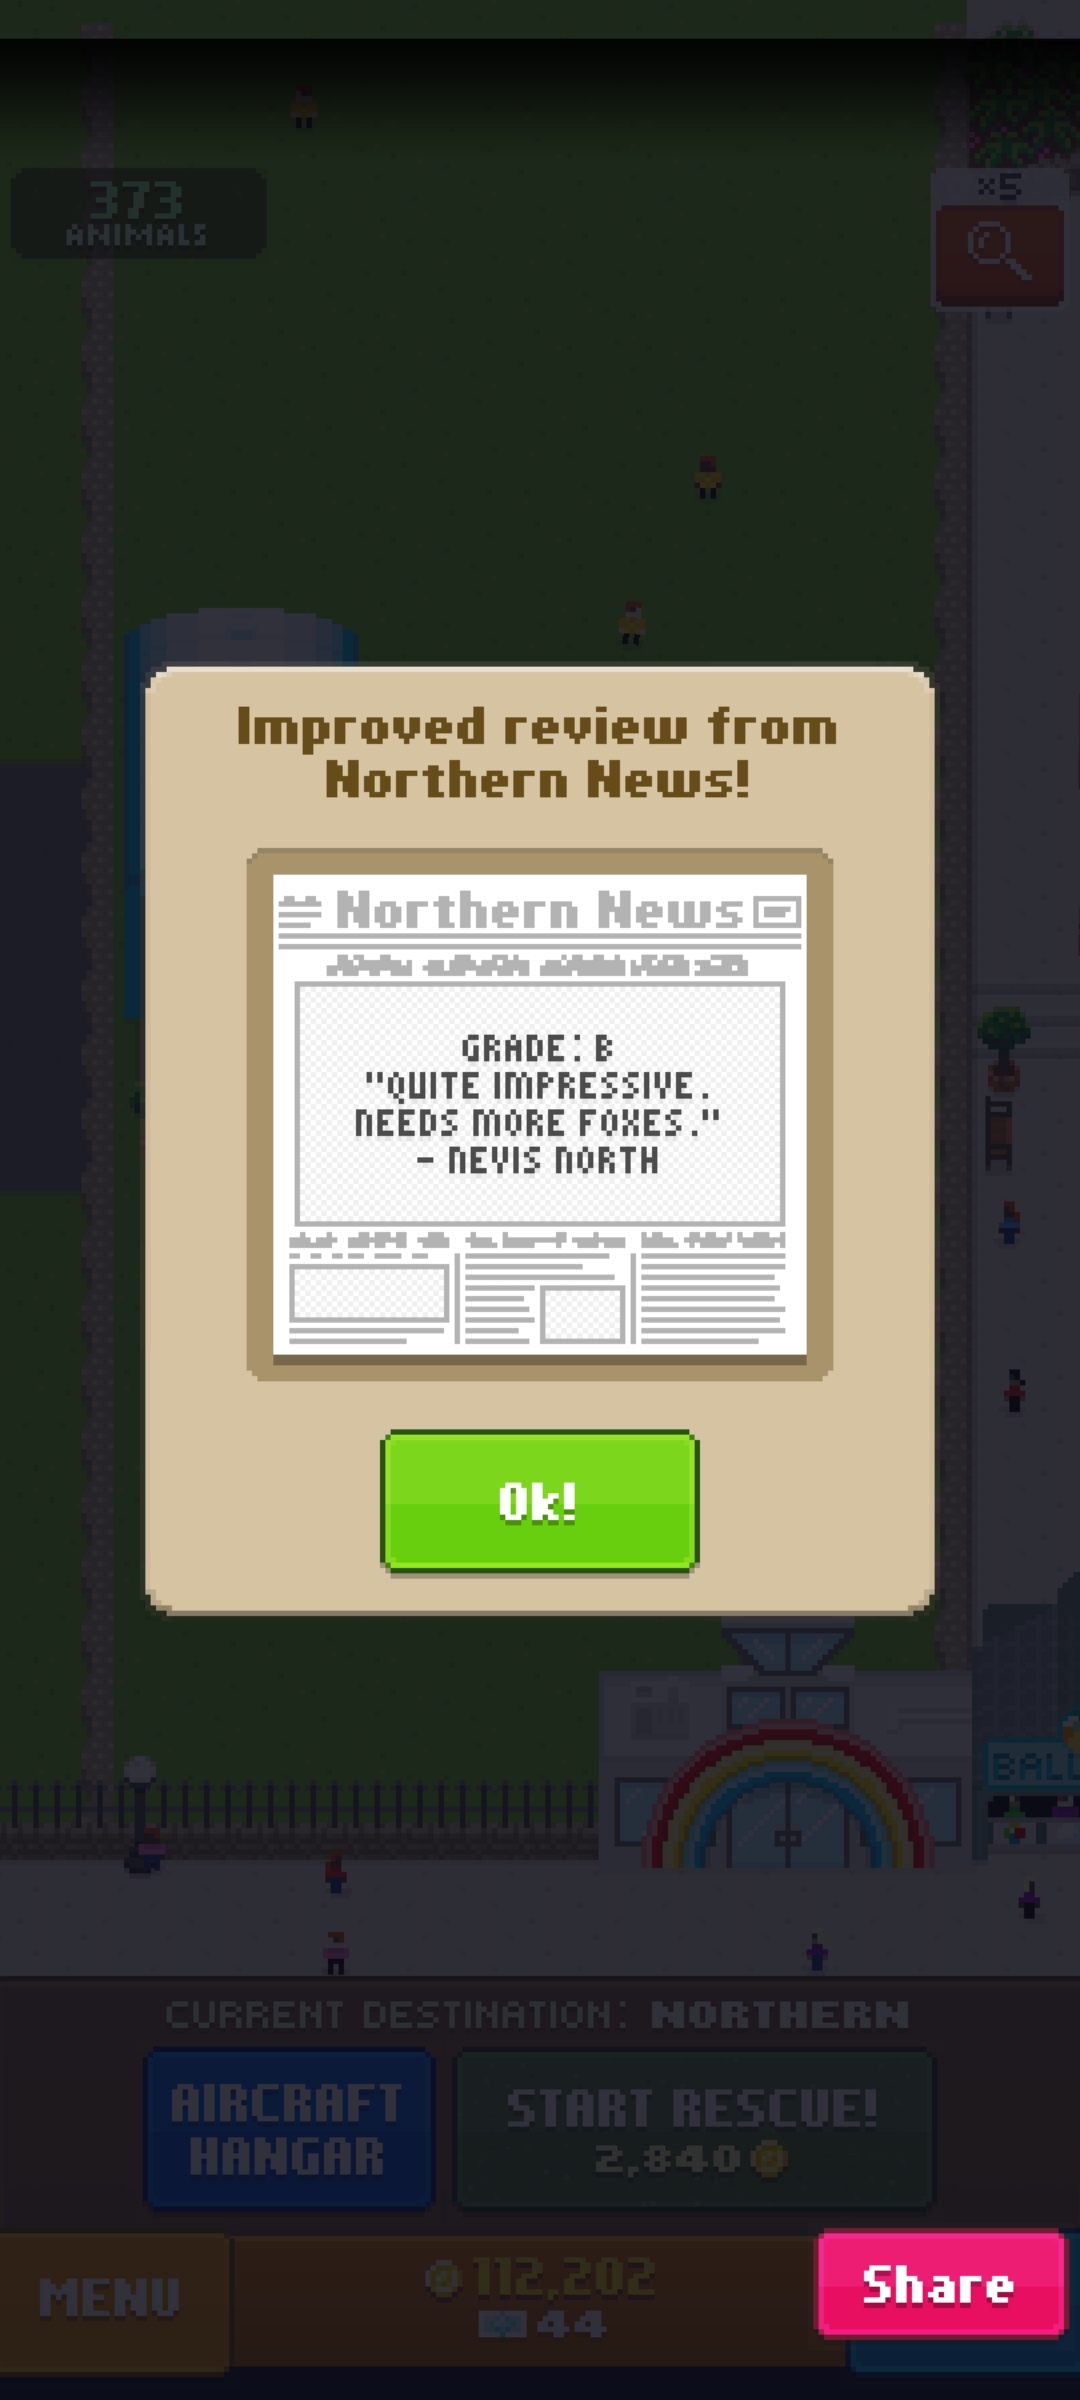 373
ANIMALS
x5
Improved review from
Northern News!
Northern News
GRADE: B
"QUITE IMPRESSIVE.
NEEDS MORE FOXES."
- NEVIS NORTH
Ok!
BALL
CURRENT DESTINATION: NORTHERN
AIRCRAFT
HANGAR
START RESCUE!
2,840
MENU
112,202
44
Share